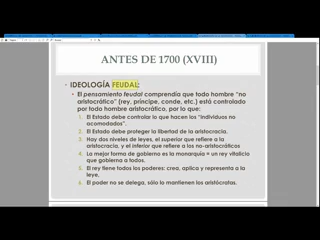 ANTES DE 1700 (XVIII)
• IDEOLOGÍA FEUDAL:
• El pensamiento feudal comprendía que todo hombre "no
aristocrático" (rey, príncipe, conde, etc.) está controlado
por todo hombre aristocrático, por lo que:
1. El Estado debe controlar lo que hacen los "individuos no
acomodados".
2. El Estado debe proteger la libertad de la aristocracia.
3. Hay dos niveles de leyes, el superior que refiere a la
aristocracia, y el inferior que refiere a los no-aristocráticos
4. La mejor forma de gobierno es la monarquía = un rey vitalicio
que gobierna a todos.
5. El rey tiene todos los poderes: crea, aplica y representa a la
leye,
6. El poder no se delega, sólo lo mantienen los aristócratas.